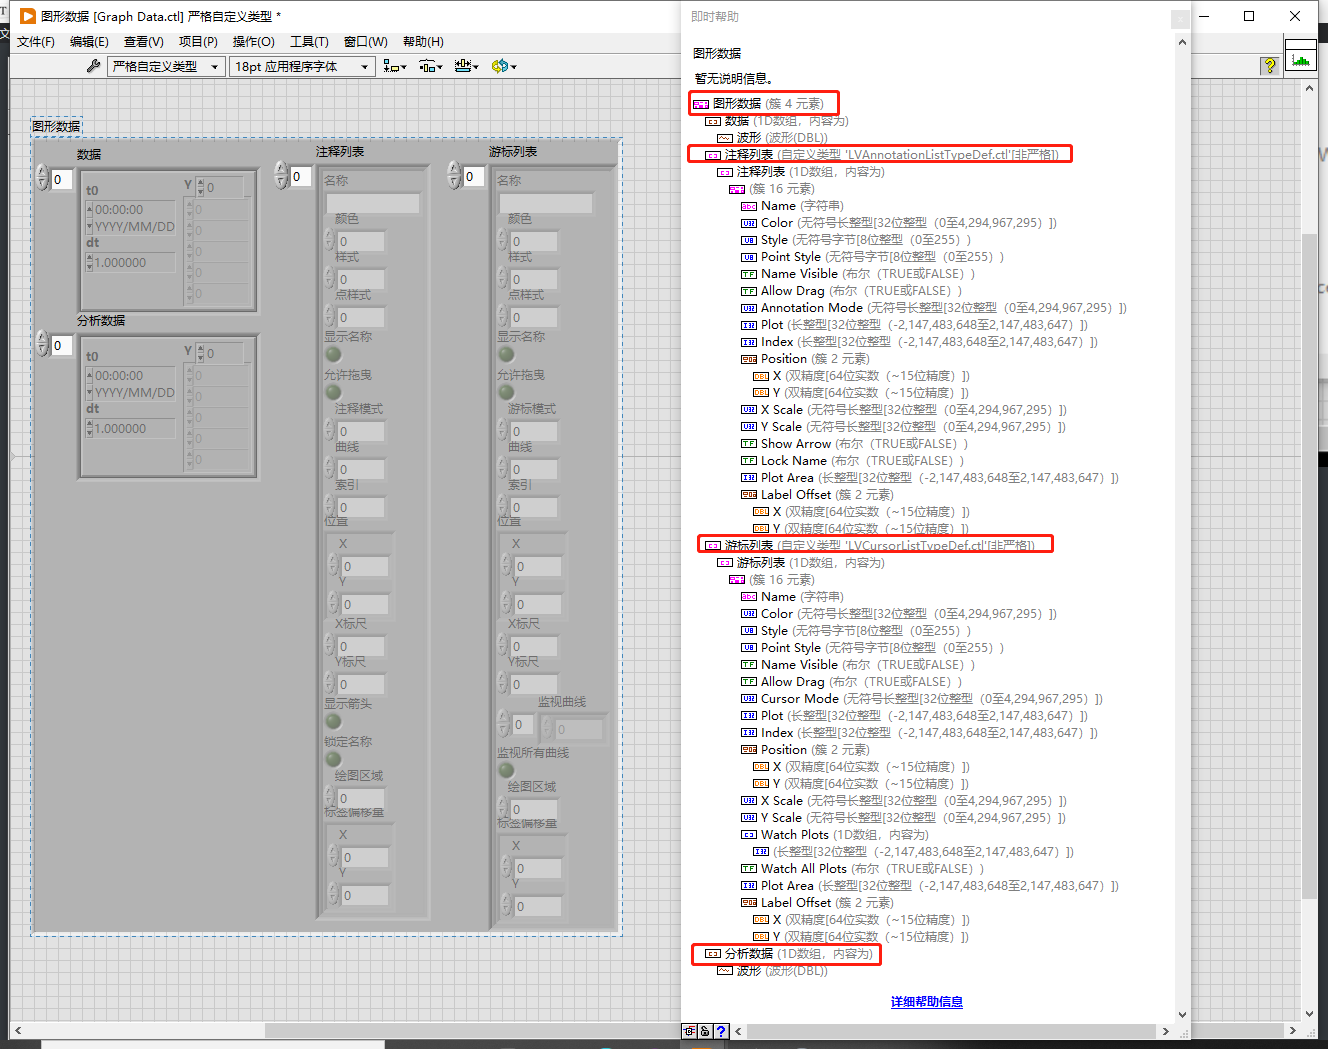 图形数据 [Graph Data.ctl] 严格自定义类型 *
文件(F) 编辑(E) 查看(V) 项目(P) 操作(O) 工具(T) 窗口(W) 帮助(H)
严格自定义类型 18pt 应用程序字体
图形数据
数据
0
t0
00:00:00
YYYY/MM/DD
dt
1.000000
Y
0
0
0
0
0
0
分析数据
0
t0
00:00:00
YYYY/MM/DD
dt
1.000000
Y
0
0
0
0
0
0
注释列表
0
名称
颜色
0
样式
0
点样式
0
显示名称
允许拖曳
注释模式
0
曲线
0
索引
0
位置
X
0
Y
0
X标尺
0
Y标尺
0
显示箭头
锁定名称
绘图区域
0
标签偏移量
X
0
Y
0
游标列表
0
名称
颜色
0
样式
0
点样式
0
显示名称
允许拖曳
游标模式
0
曲线
0
索引
0
位置
X
0
Y
0
X标尺
0
Y标尺
0
监视曲线
0
0
监视所有曲线
绘图区域
0
标签偏移量
X
0
Y
0
即时帮助
图形数据
暂无说明信息。
图形数据 (簇 4 元素)
数据 (1D数组，内容为)
波形 (波形(DBL))
注释列表 (自定义类型 'LVAnnotationListTypeDef.ctl'[非严格])
注释列表 (1D数组，内容为)
(簇 16 元素)
abc Name (字符串)
U32 Color (无符号长整型[32位整型（0至4,294,967,295）])
U8 Style (无符号字节[8位整型（0至255）)
U8 Point Style (无符号字节[8位整型（0至255）)
TF Name Visible (布尔（TRUE或FALSE）)
TF Allow Drag (布尔（TRUE或FALSE）)
U32 Annotation Mode (无符号长整型[32位整型（0至4,294,967,295）])
I32 Plot (长整型[32位整型（-2,147,483,648至2,147,483,647）])
I32 Index (长整型[32位整型（-2,147,483,648至2,147,483,647）])
Position (簇 2 元素)
DBL X (双精度[64位实数（~15位精度）])
DBL Y (双精度[64位实数（~15位精度）])
U32 X Scale (无符号长整型[32位整型（0至4,294,967,295）])
U32 Y Scale (无符号长整型[32位整型（0至4,294,967,295）])
TF Show Arrow (布尔（TRUE或FALSE）)
TF Lock Name (布尔（TRUE或FALSE）)
I32 Plot Area (长整型[32位整型（-2,147,483,648至2,147,483,647）])
Label Offset (簇 2 元素)
DBL X (双精度[64位实数（~15位精度）])
DBL Y (双精度[64位实数（~15位精度）])
游标列表 (自定义类型 'LVCursorListTypeDef.ctl'[非严格])
游标列表 (1D数组，内容为)
(簇 16 元素)
abc Name (字符串)
U32 Color (无符号长整型[32位整型（0至4,294,967,295）])
U8 Style (无符号字节[8位整型（0至255）)
U8 Point Style (无符号字节[8位整型（0至255）)
TF Name Visible (布尔（TRUE或FALSE）)
TF Allow Drag (布尔（TRUE或FALSE）)
U32 Cursor Mode (无符号长整型[32位整型（0至4,294,967,295）])
I32 Plot (长整型[32位整型（-2,147,483,648至2,147,483,647）])
I32 Index (长整型[32位整型（-2,147,483,648至2,147,483,647）])
Position (簇 2 元素)
DBL X (双精度[64位实数（~15位精度）])
DBL Y (双精度[64位实数（~15位精度）])
U32 X Scale (无符号长整型[32位整型（0至4,294,967,295）])
U32 Y Scale (无符号长整型[32位整型（0至4,294,967,295）])
Watch Plots (1D数组，内容为)
I32 (长整型[32位整型（-2,147,483,648至2,147,483,647）])
TF Watch All Plots (布尔（TRUE或FALSE）)
I32 Plot Area (长整型[32位整型（-2,147,483,648至2,147,483,647）])
Label Offset (簇 2 元素)
DBL X (双精度[64位实数（~15位精度）])
DBL Y (双精度[64位实数（~15位精度）])
分析数据 (1D数组，内容为)
波形 (波形(DBL))
详细帮助信息